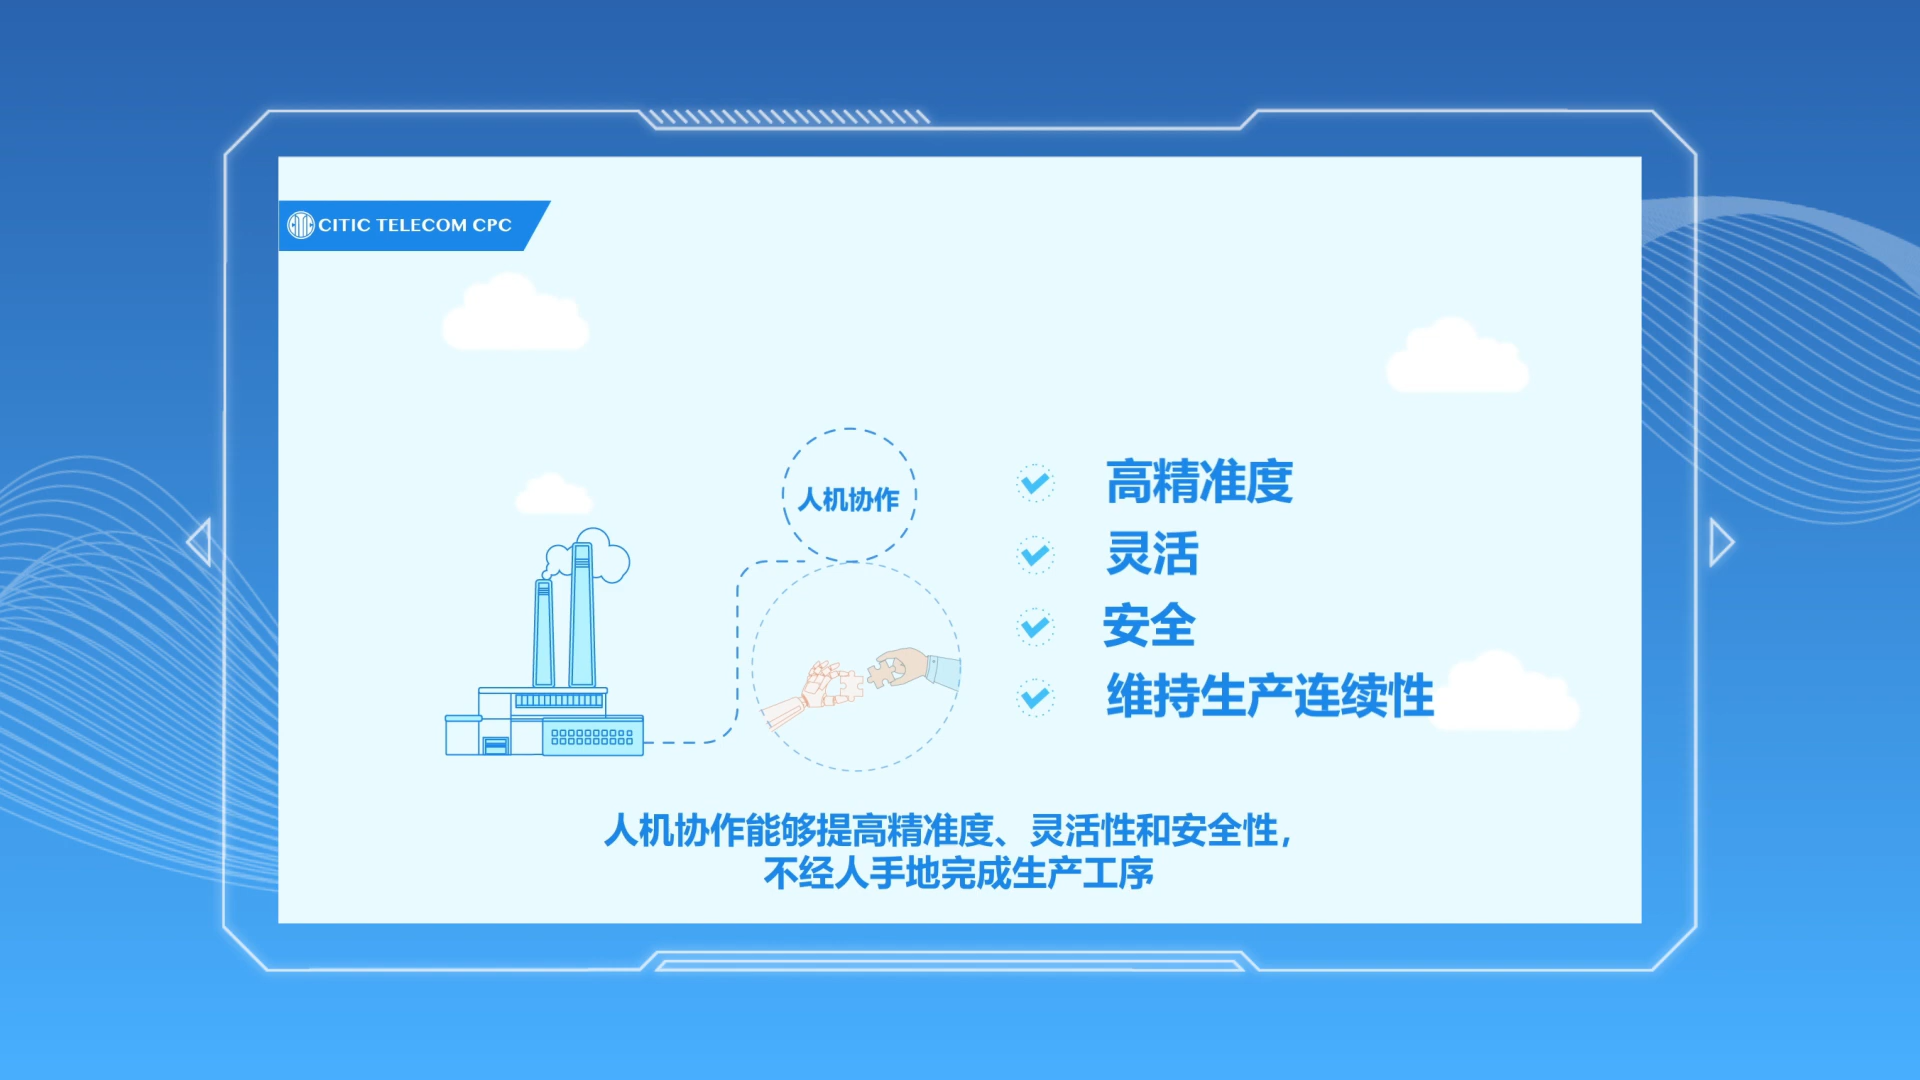 CITIC TELECOM CPC
人机协作
高精准度
灵活
安全
维持生产连续性
人机协作能够提高精准度、灵活性和安全性，
不经人手地完成生产工序